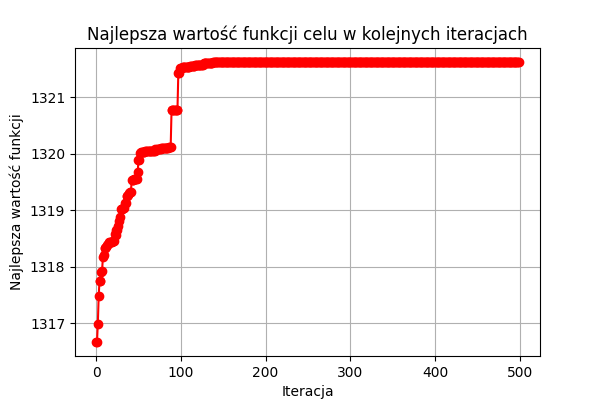 Najlepsza wartość funkcji celu w kolejnych iteracjach
Najlepsza wartość funkcji
1321
1320
1319
1318
1317
0 100 200 300 400 500
Iteracja